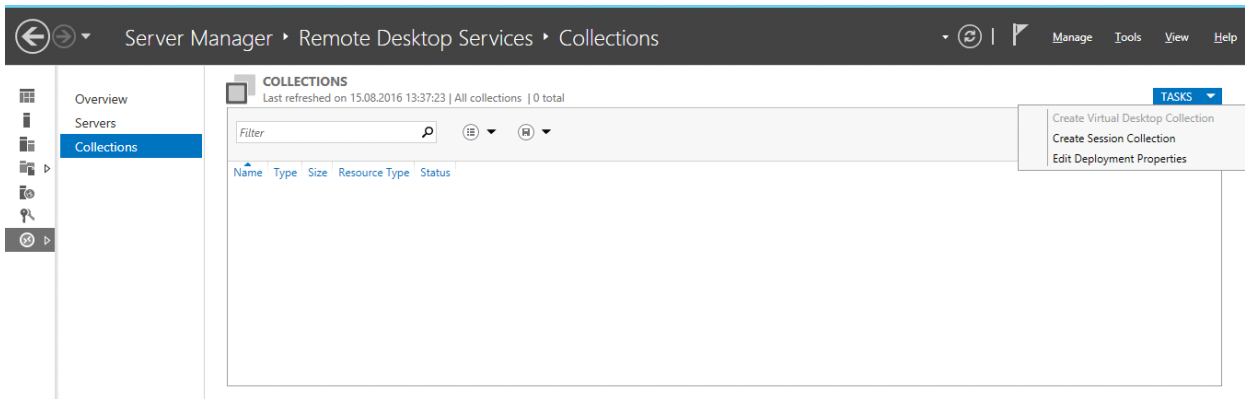 Server Manager ‣ Remote Desktop Services ‣ Collections
Manage Tools View Help
Overview
Servers
Collections
COLLECTIONS
Last refreshed on 15.08.2016 13:37:23 | All collections | 0 total
TASKS
Create Virtual Desktop Collection
Create Session Collection
Edit Deployment Properties
Filter
Name Type Size Resource Type Status